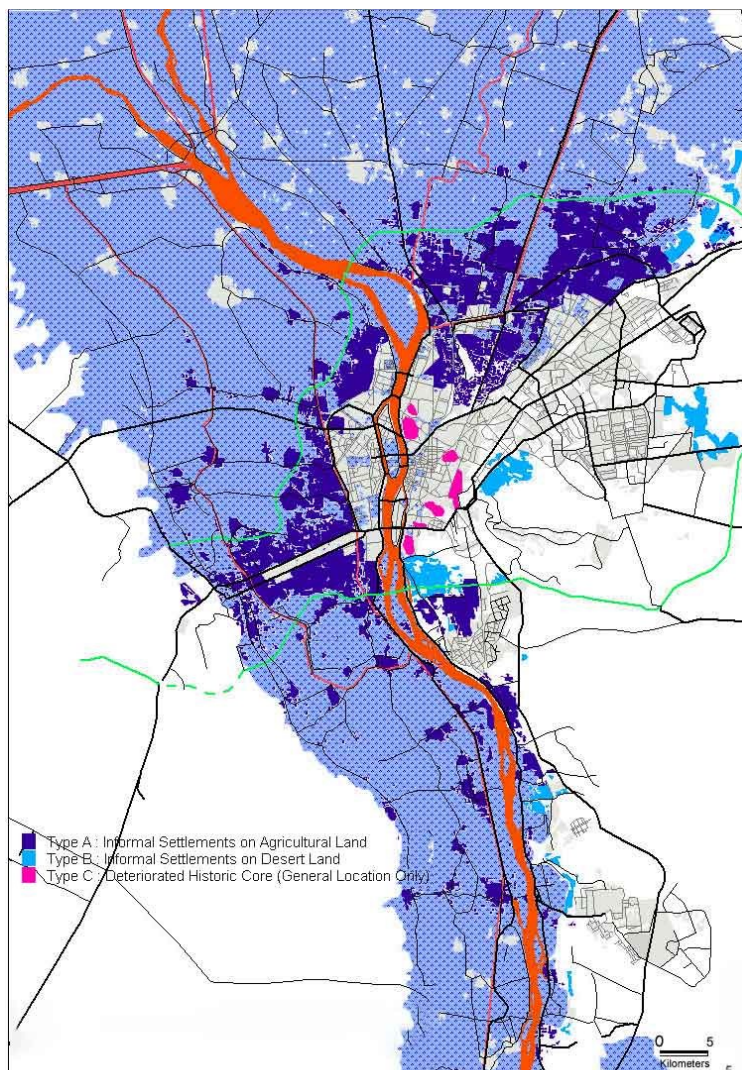 Type A : Informal Settlements on Agricultural Land
Type B : Informal Settlements on Desert Land
Type C : Deteriorated Historic Core (General Location Only)
0 5
Kilometers
5